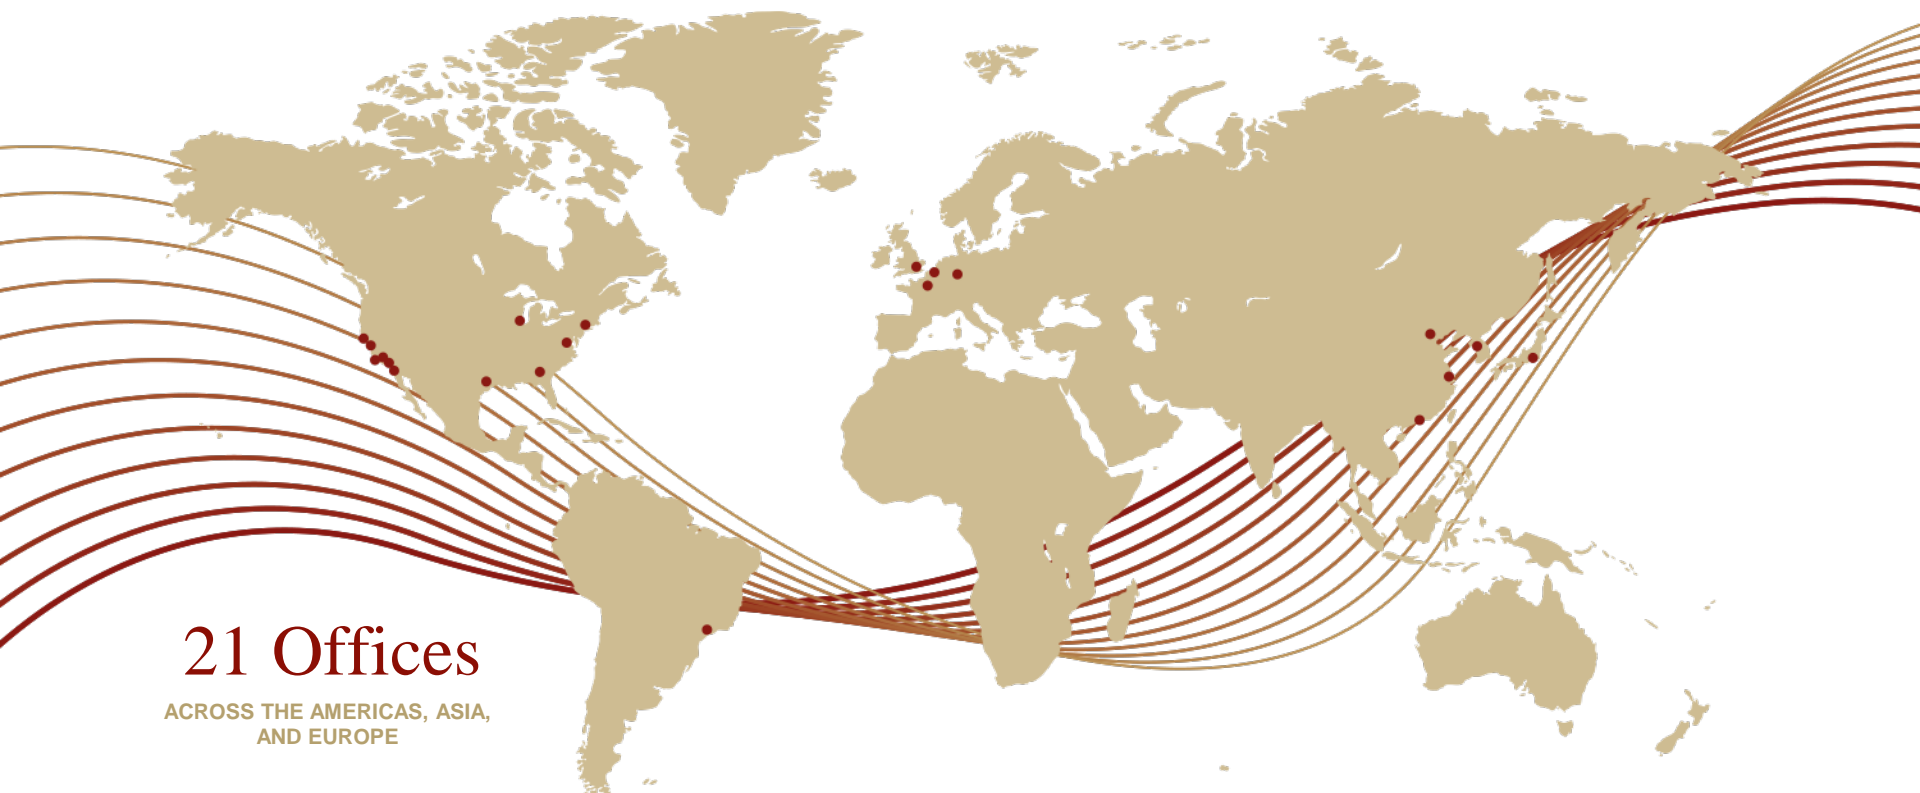 21 Offices
ACROSS THE AMERICAS, ASIA,
AND EUROPE